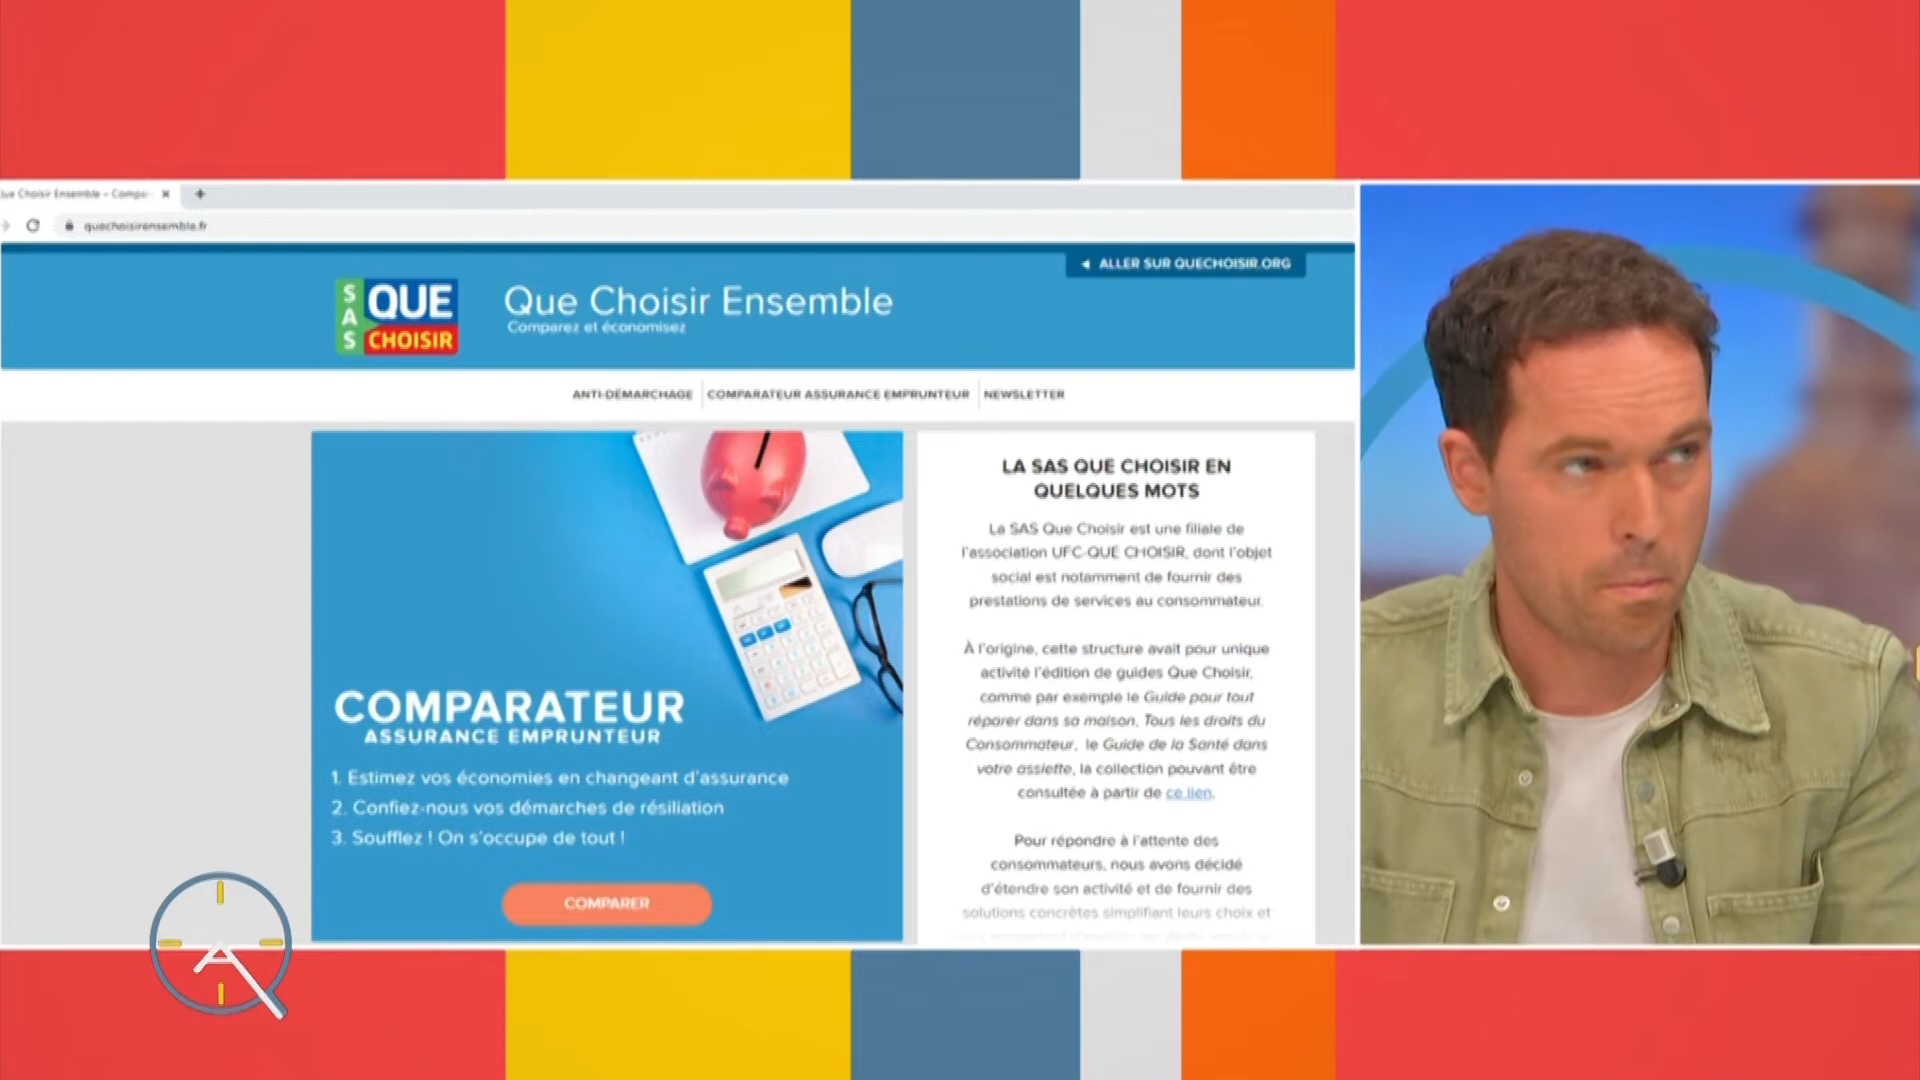 Que Choisir Ensemble - Compa
quechoisirensemble.fr
ALLER SUR QUECHOISIR.ORG
SAS
QUE
CHOISIR
Que Choisir Ensemble
Comparez et économisez
ANTI-DÉMARCHAGE
COMPARATEUR ASSURANCE EMPRUNTEUR
NEWSLETTER
COMPARATEUR
ASSURANCE EMPRUNTEUR
1. Estimez vos économies en changeant d'assurance
2. Confiez-nous vos démarches de résiliation
3. Soufflez ! On s'occupe de tout !
COMPARER
LA SAS QUE CHOISIR EN
QUELQUES MOTS
La SAS Que Choisir est une filiale de
l'association UFC-QUE CHOISIR, dont l'objet
social est notamment de fournir des
prestations de services au consommateur.
À l'origine, cette structure avait pour unique
activité l'édition de guides Que Choisir,
comme par exemple le Guide pour tout
réparer dans sa maison, Tous les droits du
Consommateur, le Guide de la Santé dans
votre assiette, la collection pouvant être
consultée à partir de ce lien.
Pour répondre à l'attente des
consommateurs, nous avons décidé
d'étendre son activité et de fournir des
solutions concrètes simplifiant leurs choix et